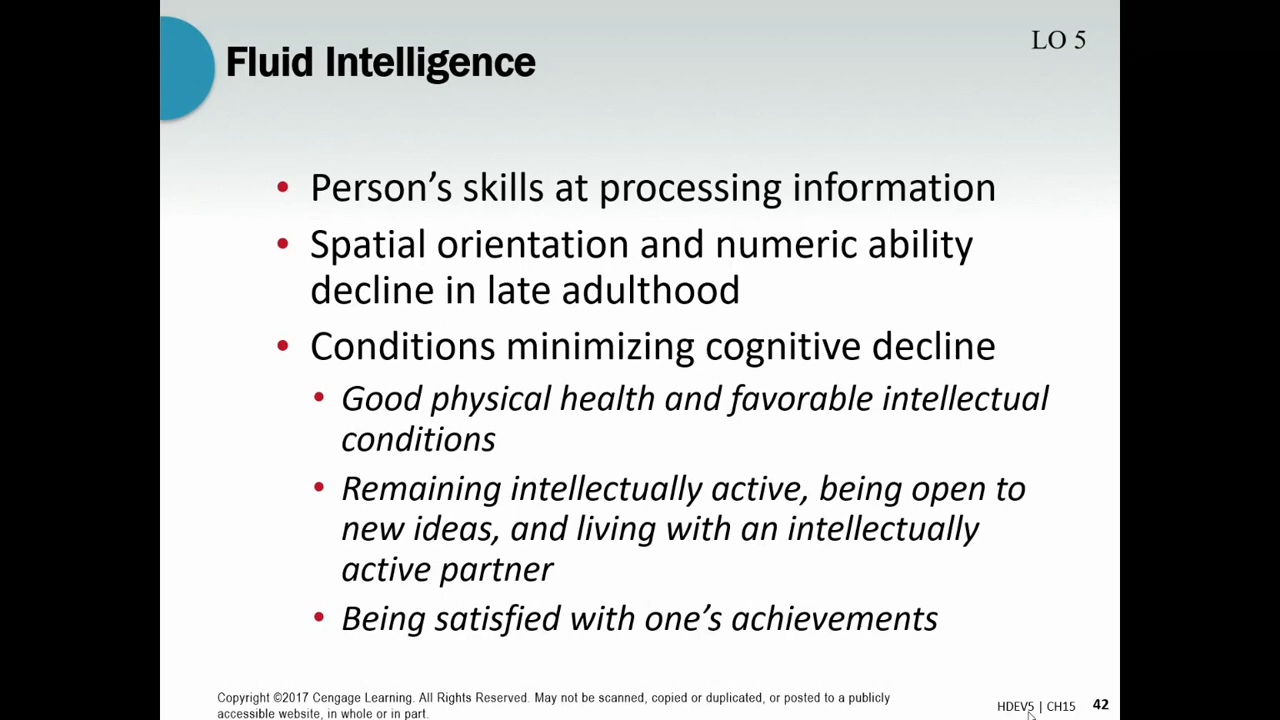 LO 5
Fluid Intelligence
• Person's skills at processing information
• Spatial orientation and numeric ability
decline in late adulthood
• Conditions minimizing cognitive decline
• Good physical health and favorable intellectual
conditions
• Remaining intellectually active, being open to
new ideas, and living with an intellectually
active partner
• Being satisfied with one's achievements
Copyright ©2017 Cengage Learning. All Rights Reserved. May not be scanned, copied or duplicated, or posted to a publicly
accessible website, in whole or in part.
HDEV5 | CH15 42